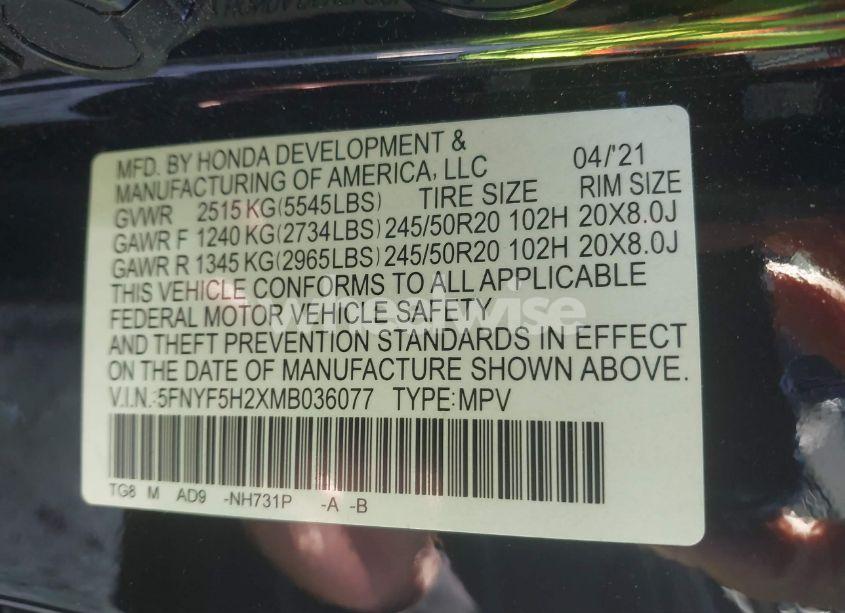 MFD. BY HONDA DEVELOPMENT & 04/'21
MANUFACTURING OF AMERICA, LLC
GVWR 2515 KG(5545LBS) TIRE SIZE RIM SIZE
GAWR F 1240 KG(2734LBS) 245/50R20 102H 20X8.0J
GAWR R 1345 KG(2965LBS) 245/50R20 102H 20X8.0J
THIS VEHICLE CONFORMS TO ALL APPLICABLE
FEDERAL MOTOR VEHICLE SAFETY
AND THEFT PREVENTION STANDARDS IN EFFECT
ON THE DATE OF MANUFACTURE SHOWN ABOVE.
V.I.N.:5FNYF5H2XMB036077 TYPE:MPV
TG8 M AD9 -NH731P -A -B